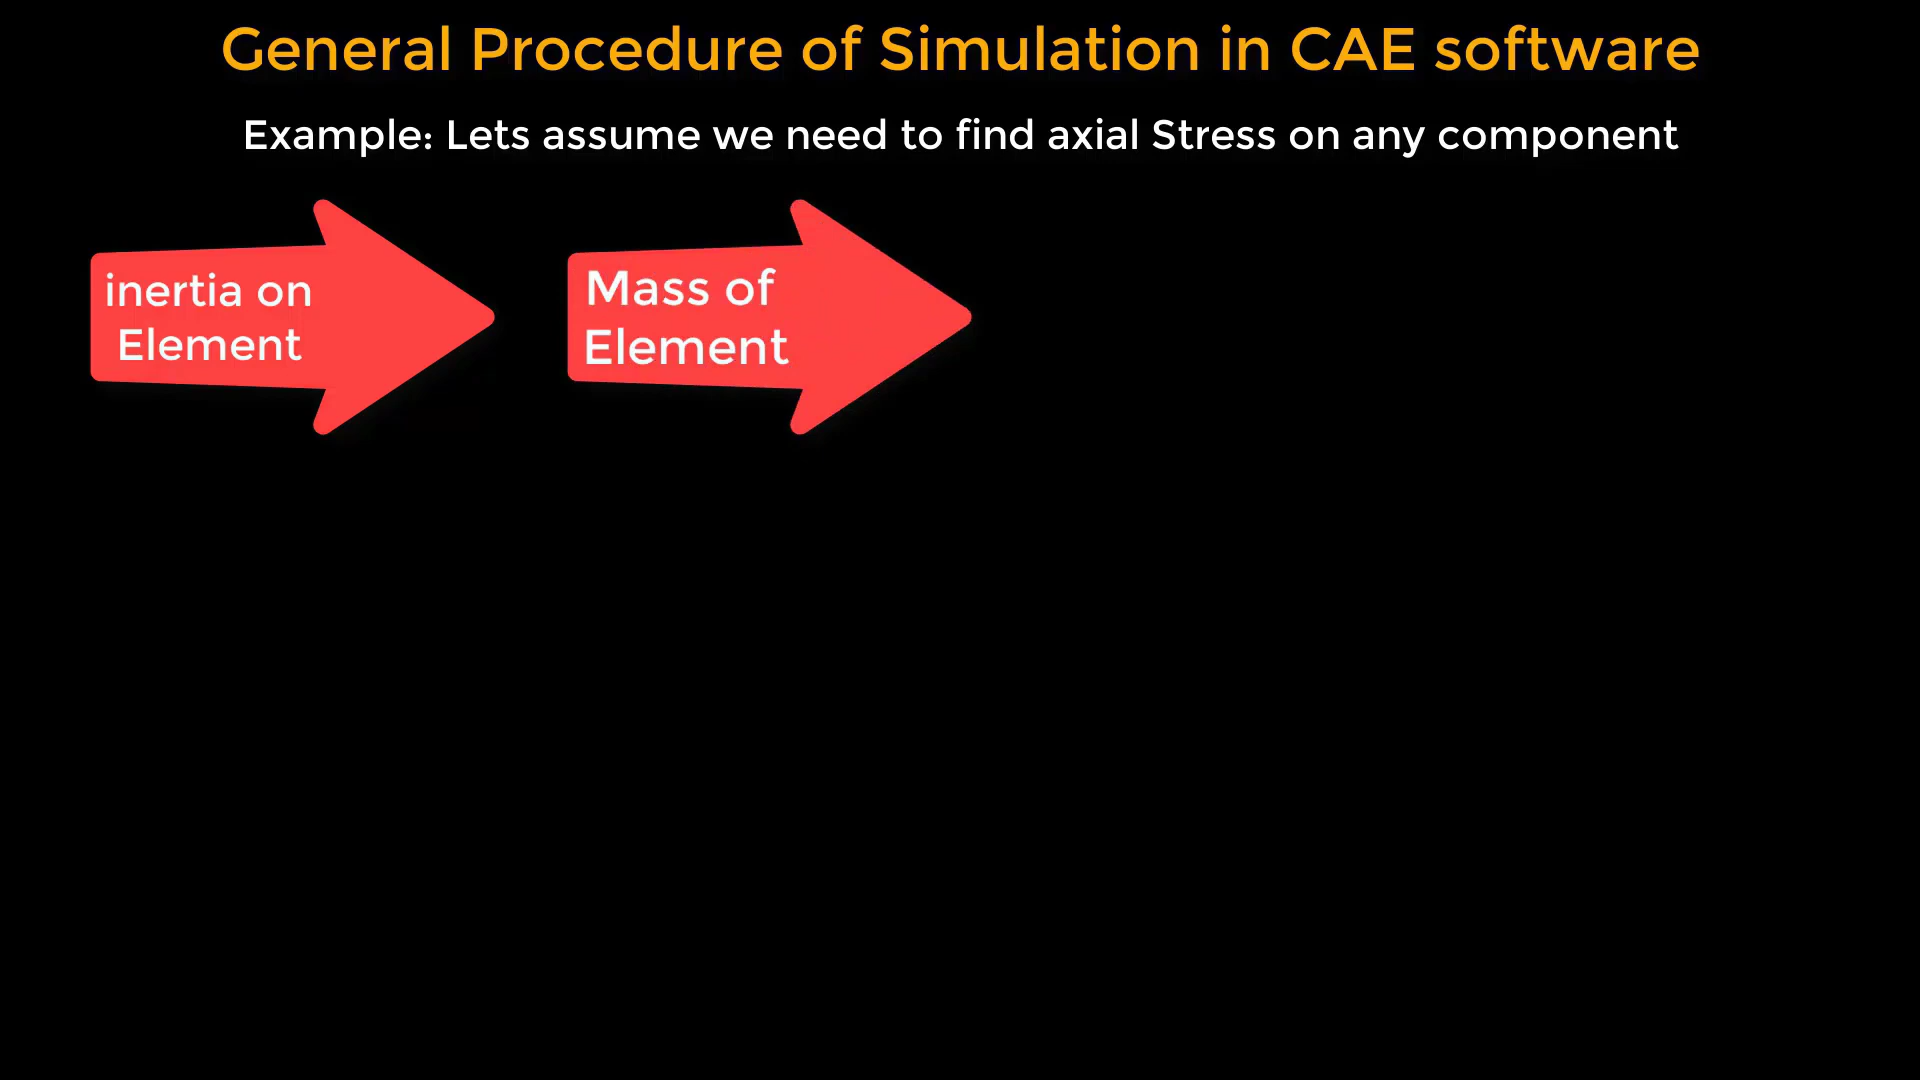 General Procedure of Simulation in CAE software
Example: Lets assume we need to find axial Stress on any component
inertia on
Element
Mass of
Element